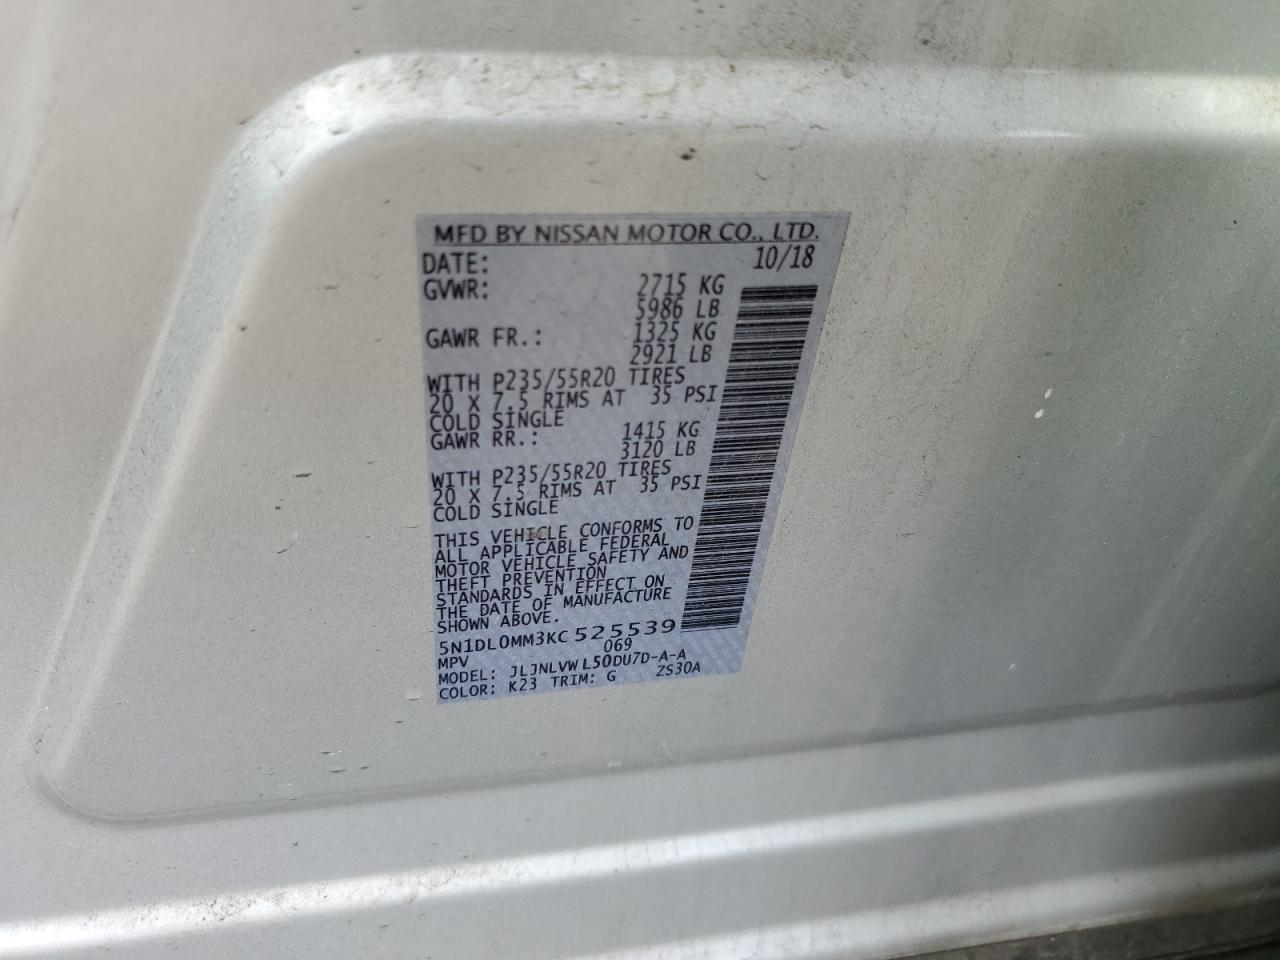 MFD BY NISSAN MOTOR CO., LTD.
DATE: 10/18
GVWR: 2715 KG
5986 LB
GAWR FR.: 1325 KG
2921 LB
WITH P235/55R20 TIRES
20 X 7.5 RIMS AT 35 PSI
COLD SINGLE
GAWR RR.: 1415 KG
3120 LB
WITH P235/55R20 TIRES
20 X 7.5 RIMS AT 35 PSI
COLD SINGLE
THIS VEHICLE CONFORMS TO
ALL APPLICABLE FEDERAL
MOTOR VEHICLE SAFETY AND
THEFT PREVENTION
STANDARDS IN EFFECT ON
THE DATE OF MANUFACTURE
SHOWN ABOVE.
5N1DL0MM3KC525539
MPV 069
MODEL: JLJNLVWL50DU7D-A-A
COLOR: K23 TRIM: G ZS30A